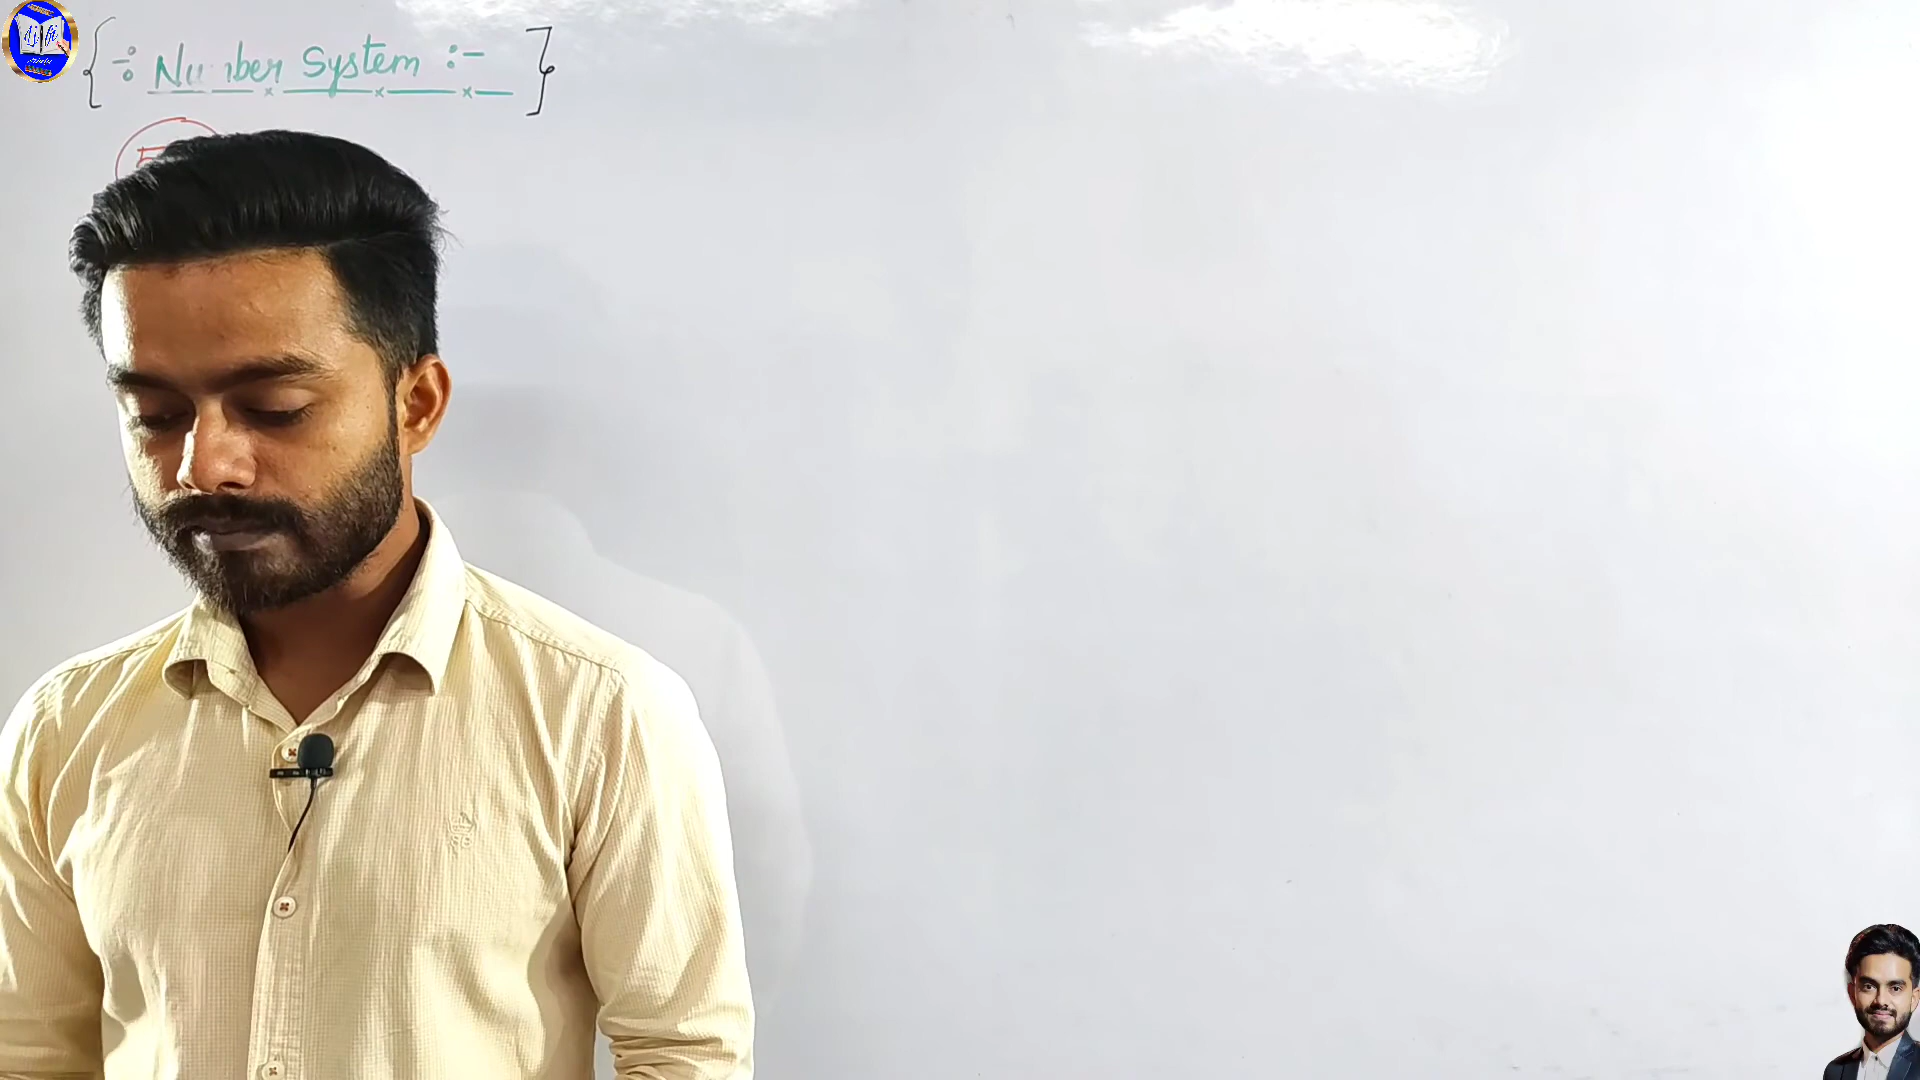 { ÷ Number System :- }